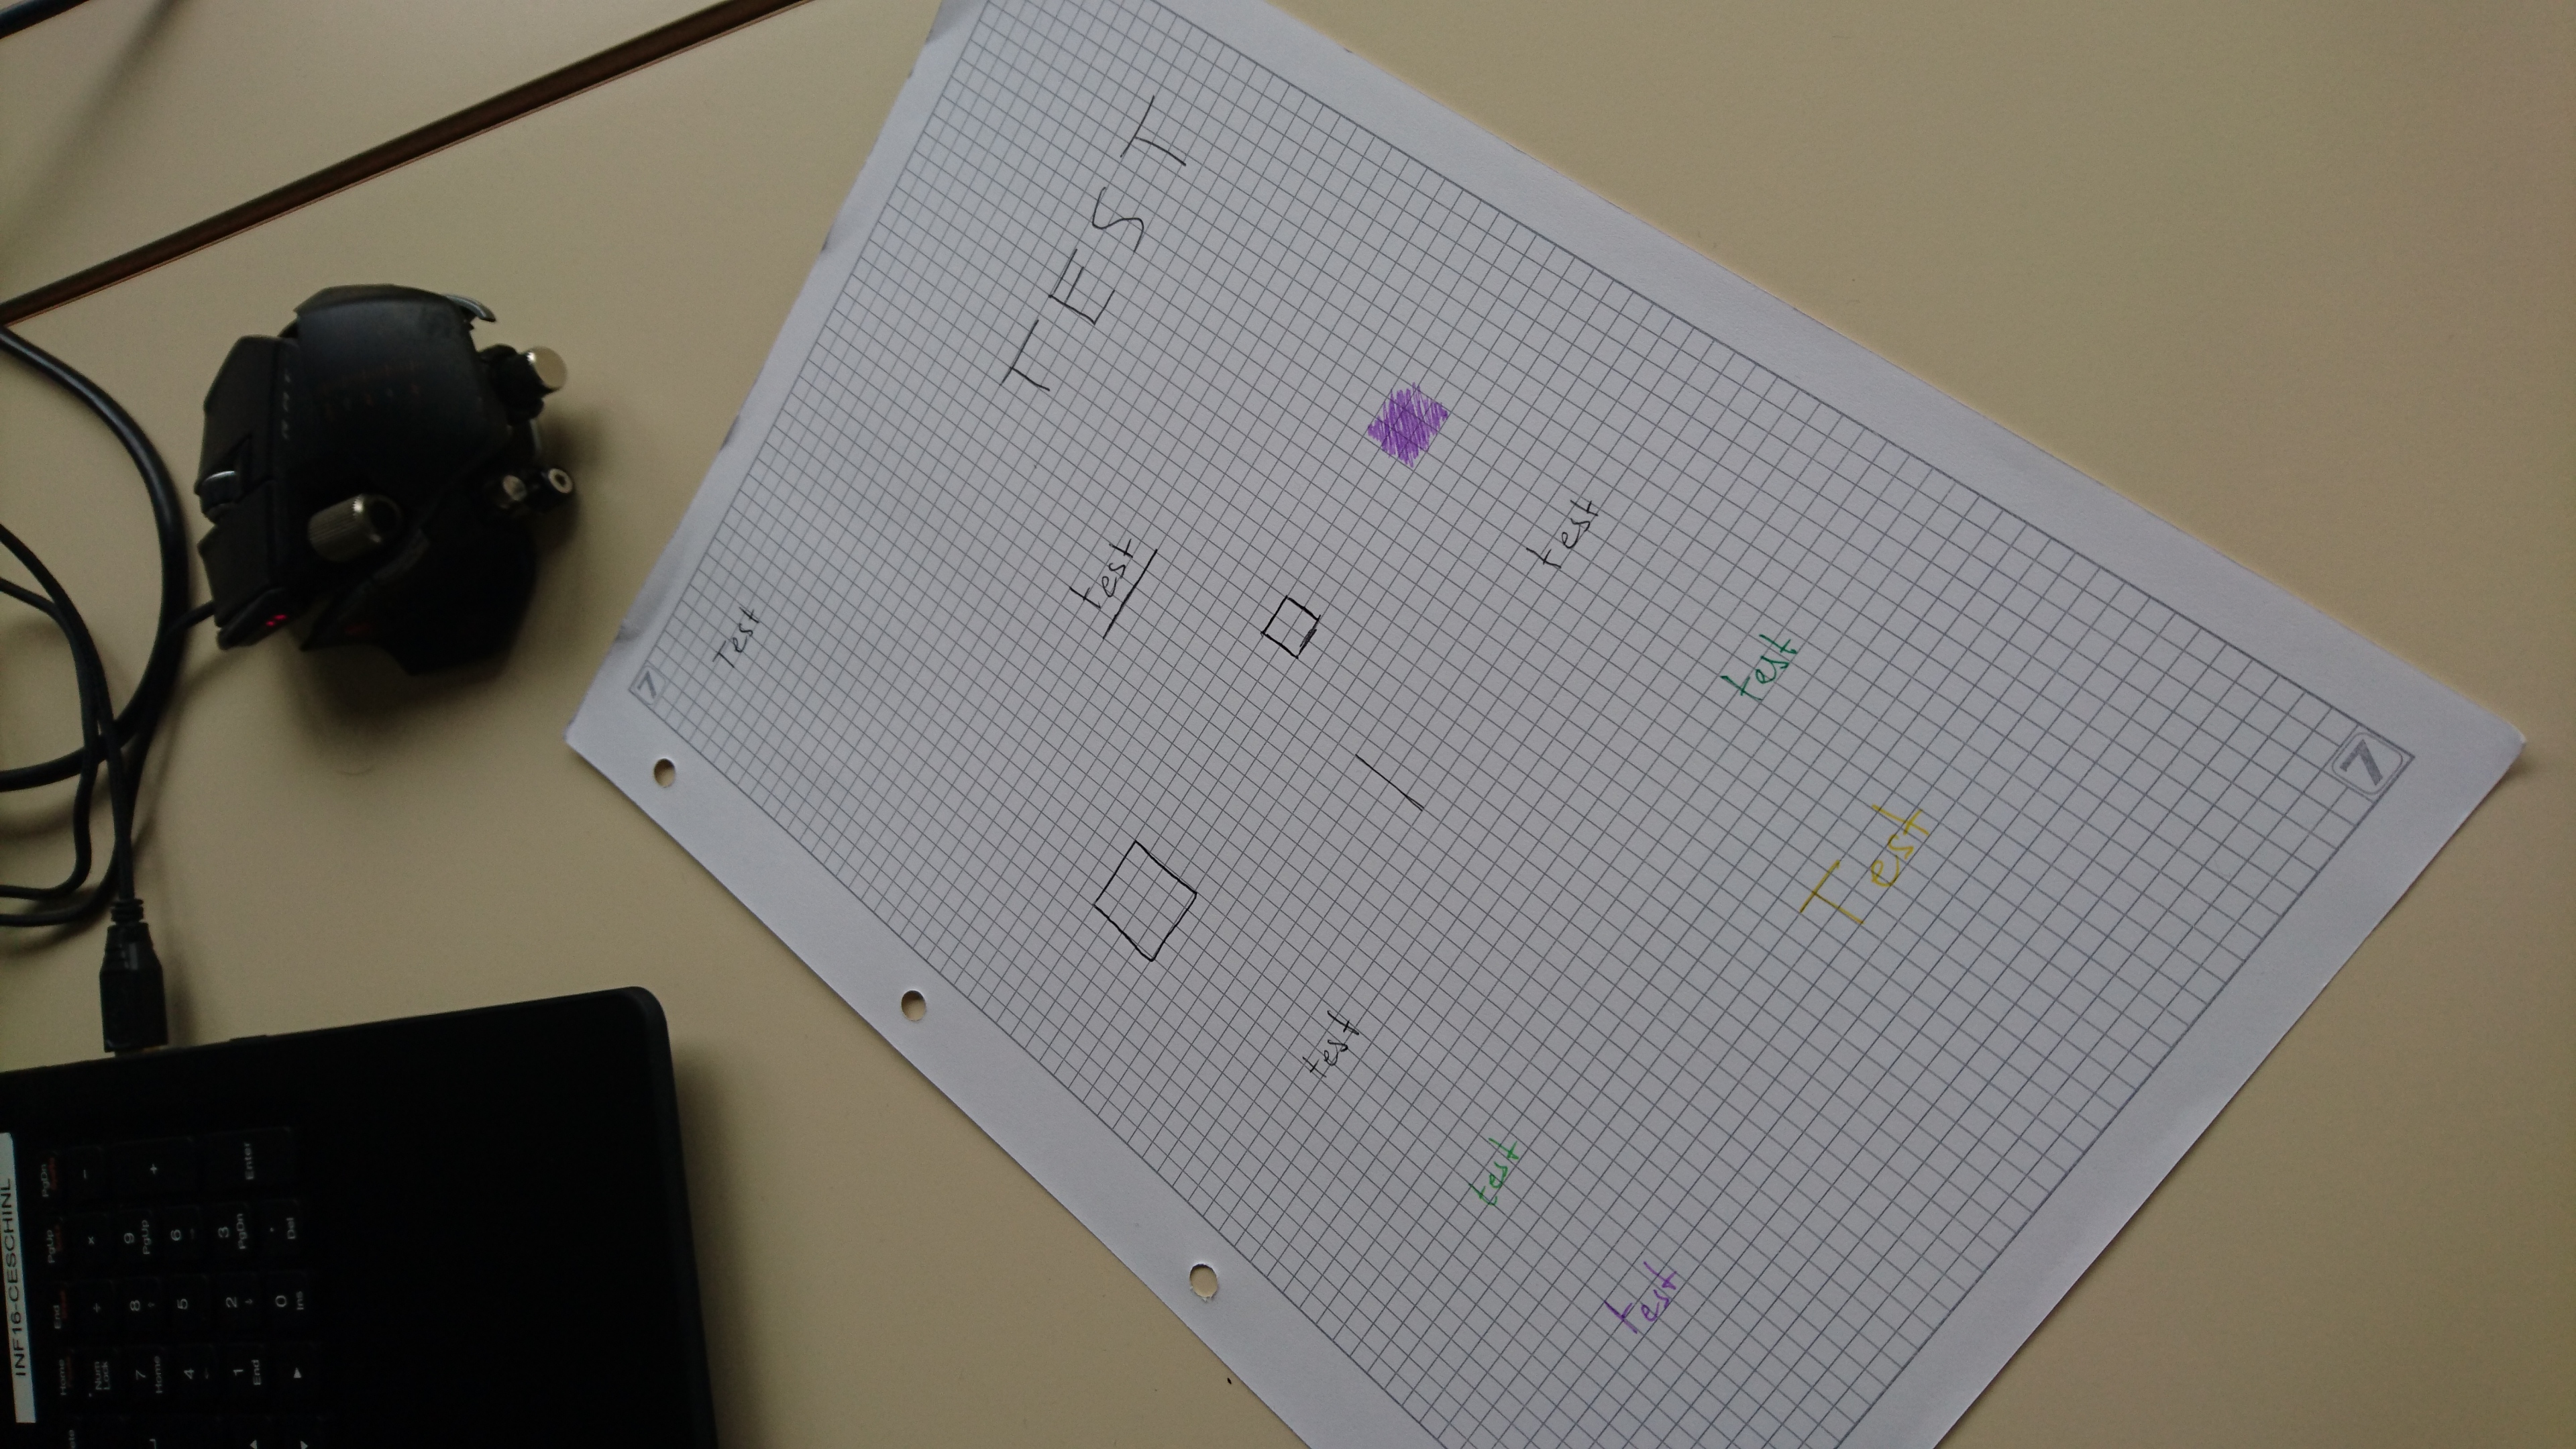 INF16-CESCHINL
Home
End
PgUp
PgDn
Num Lock
÷
×
-
7 Home
8
9 PgUp
+
4
5
6
1 End
2
3 PgDn
Enter
0 Ins
. Del
7
Test
TEST
test
test
test
test
test
test
Test
7